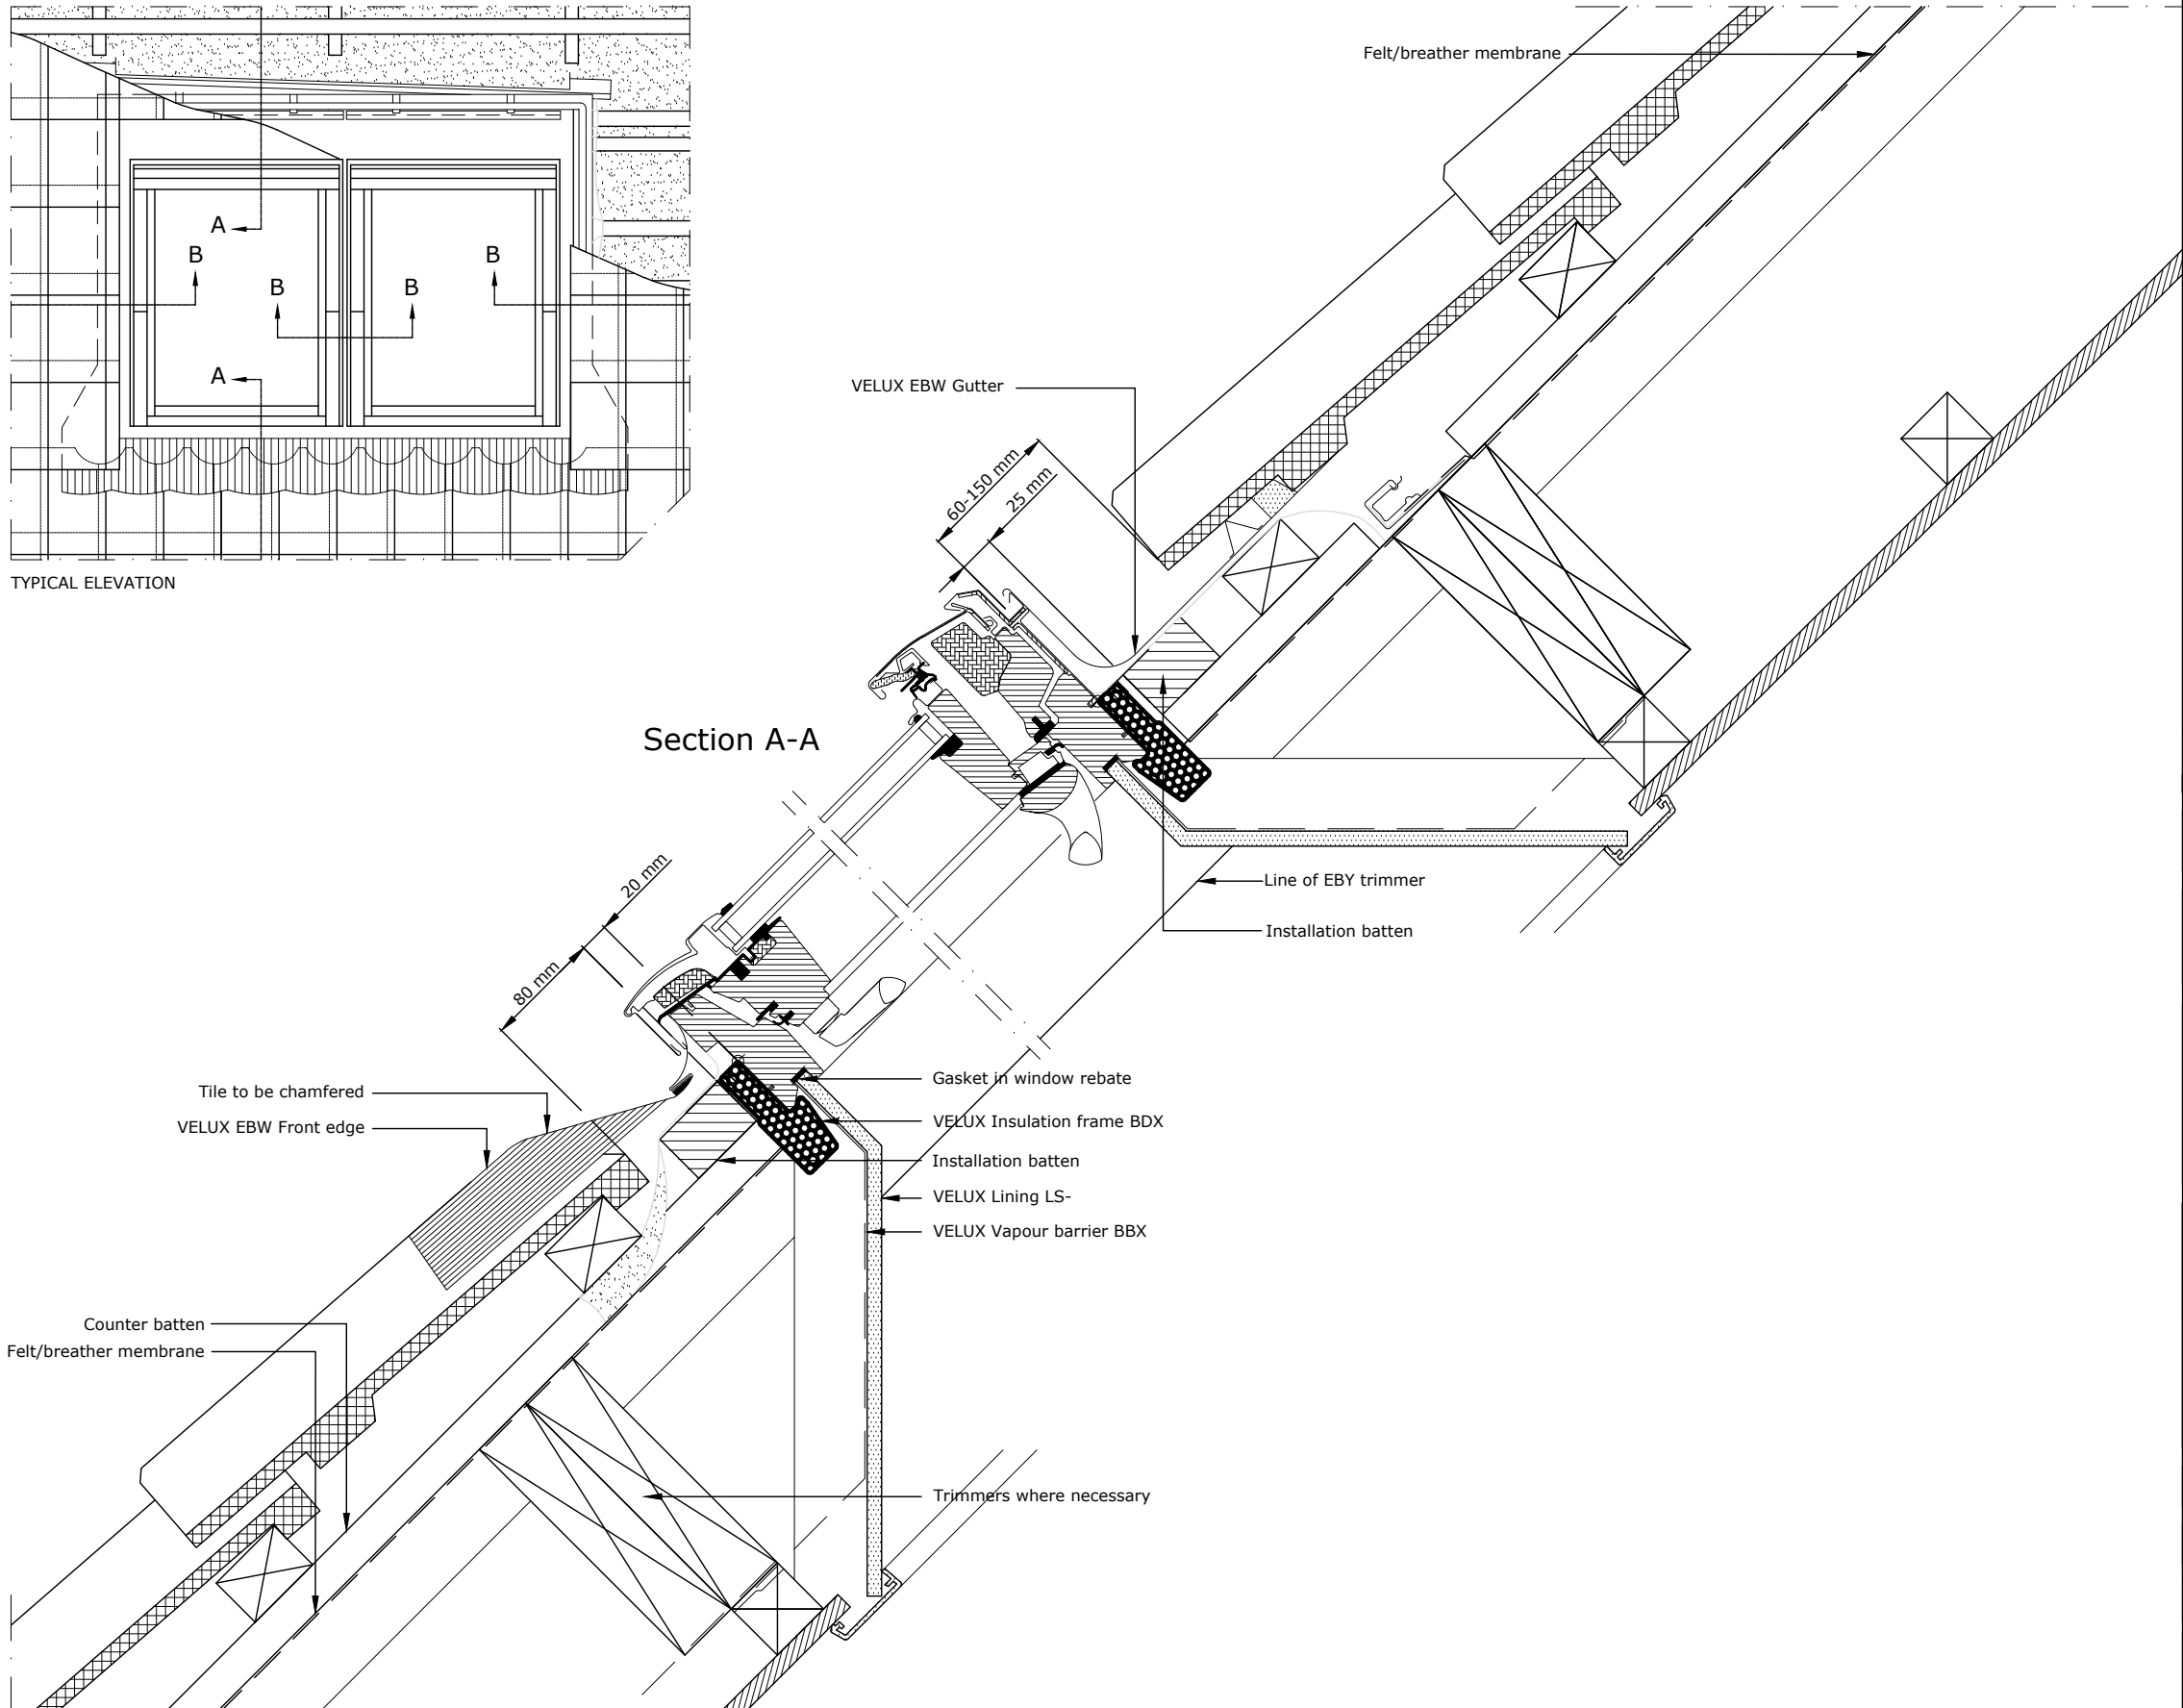 Felt/breather membrane
A
B
B
B
B
A
TYPICAL ELEVATION
VELUX EBW Gutter
60-150 mm
25 mm
Section A-A
20 mm
80 mm
Line of EBY trimmer
Installation batten
Tile to be chamfered
VELUX EBW Front edge
Gasket in window rebate
VELUX Insulation frame BDX
Installation batten
VELUX Lining LS-
VELUX Vapour barrier BBX
Counter batten
Felt/breather membrane
Trimmers where necessary